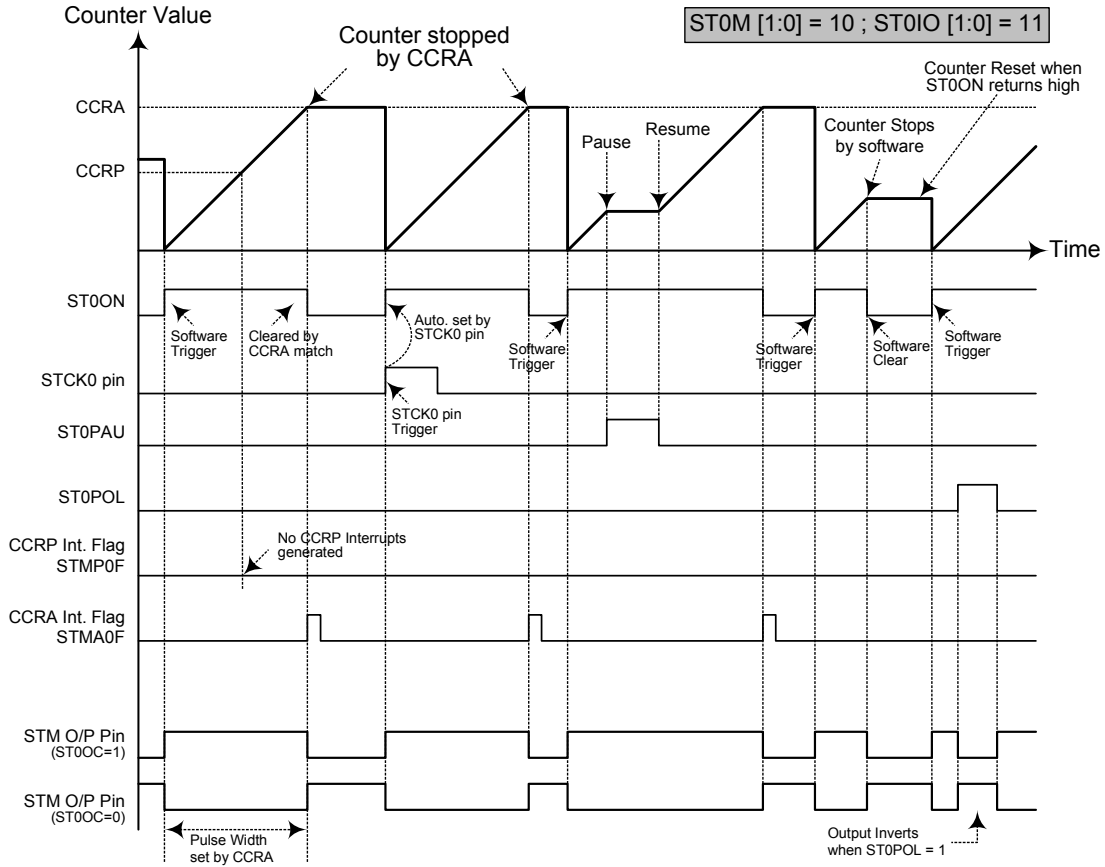 Counter Value
ST0M [1:0] = 10 ; ST0IO [1:0] = 11
Counter stopped
by CCRA
Counter Reset when
ST0ON returns high
CCRA
Pause
Resume
Counter Stops
by software
CCRP
Time
ST0ON
Software
Trigger
Cleared by
CCRA match
Auto. set by
STCK0 pin
Software
Trigger
Software
Trigger
Software
Clear
Software
Trigger
STCK0 pin
STCK0 pin
Trigger
ST0PAU
ST0POL
No CCRP Interrupts
generated
CCRP Int. Flag
STMP0F
CCRA Int. Flag
STMA0F
STM O/P Pin
(ST0OC=1)
STM O/P Pin
(ST0OC=0)
Pulse Width
set by CCRA
Output Inverts
when ST0POL = 1